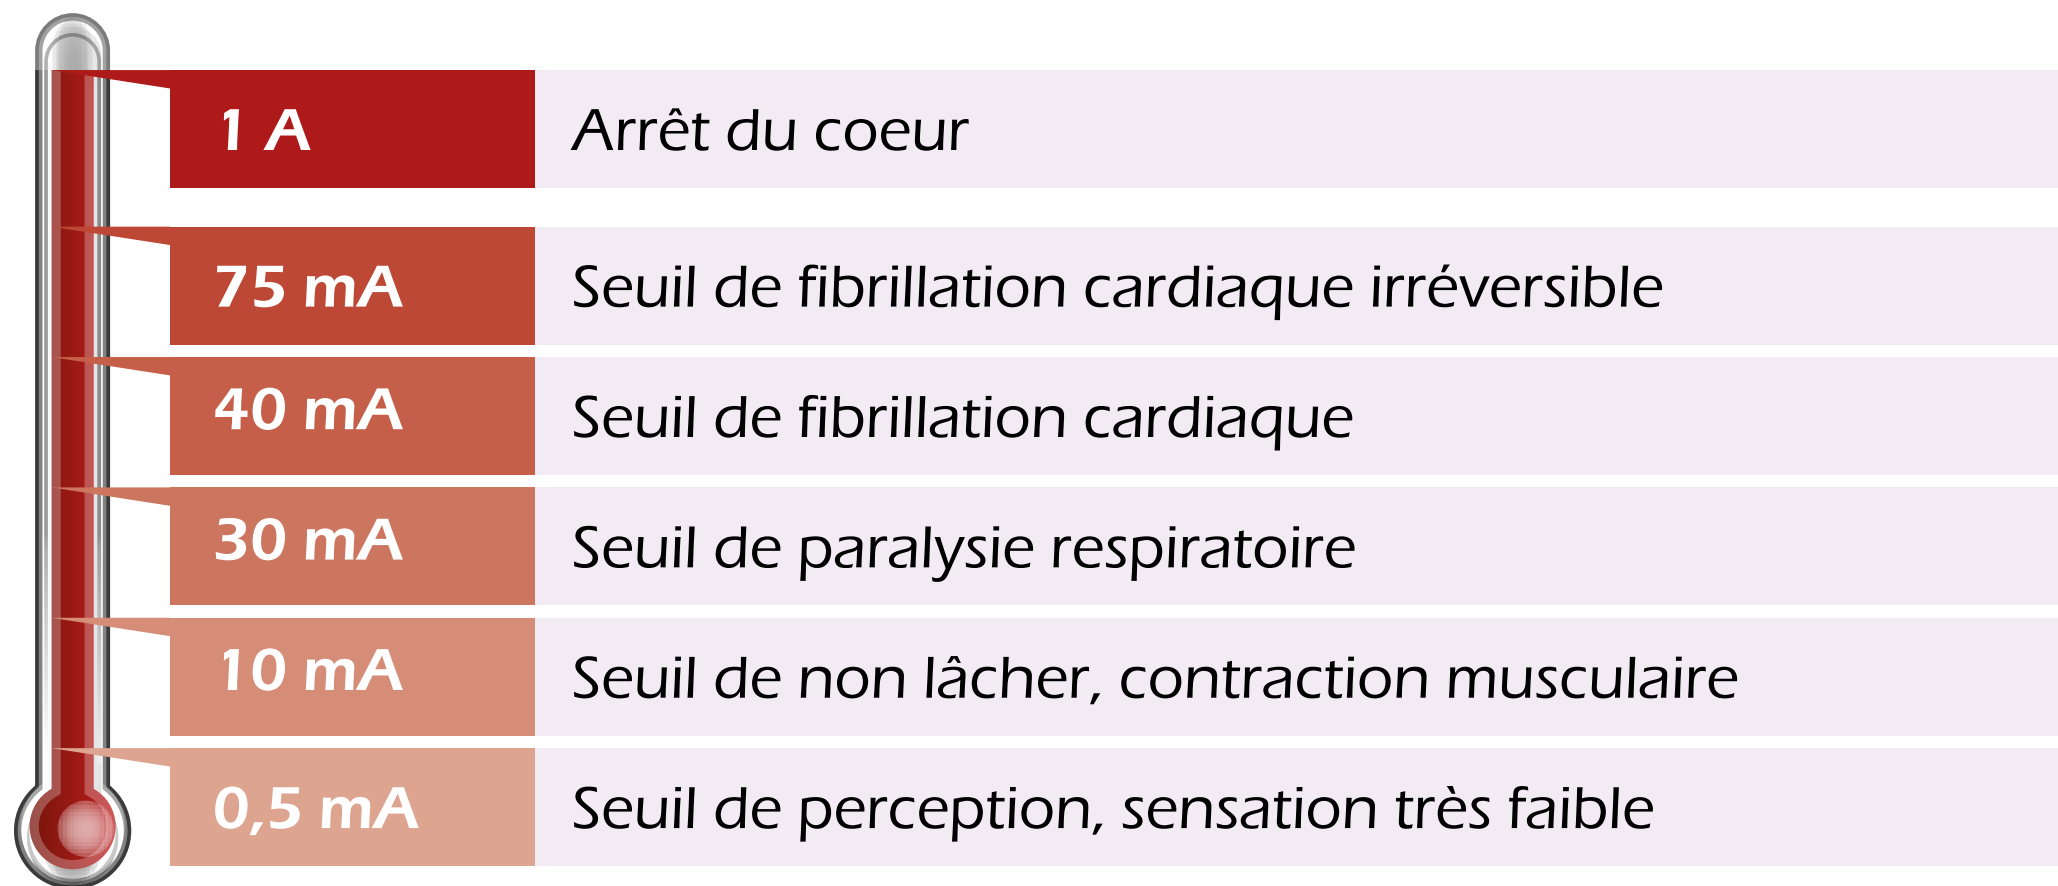 1 A Arrêt du coeur
75 mA Seuil de fibrillation cardiaque irréversible
40 mA Seuil de fibrillation cardiaque
30 mA Seuil de paralysie respiratoire
10 mA Seuil de non lâcher, contraction musculaire
0,5 mA Seuil de perception, sensation très faible